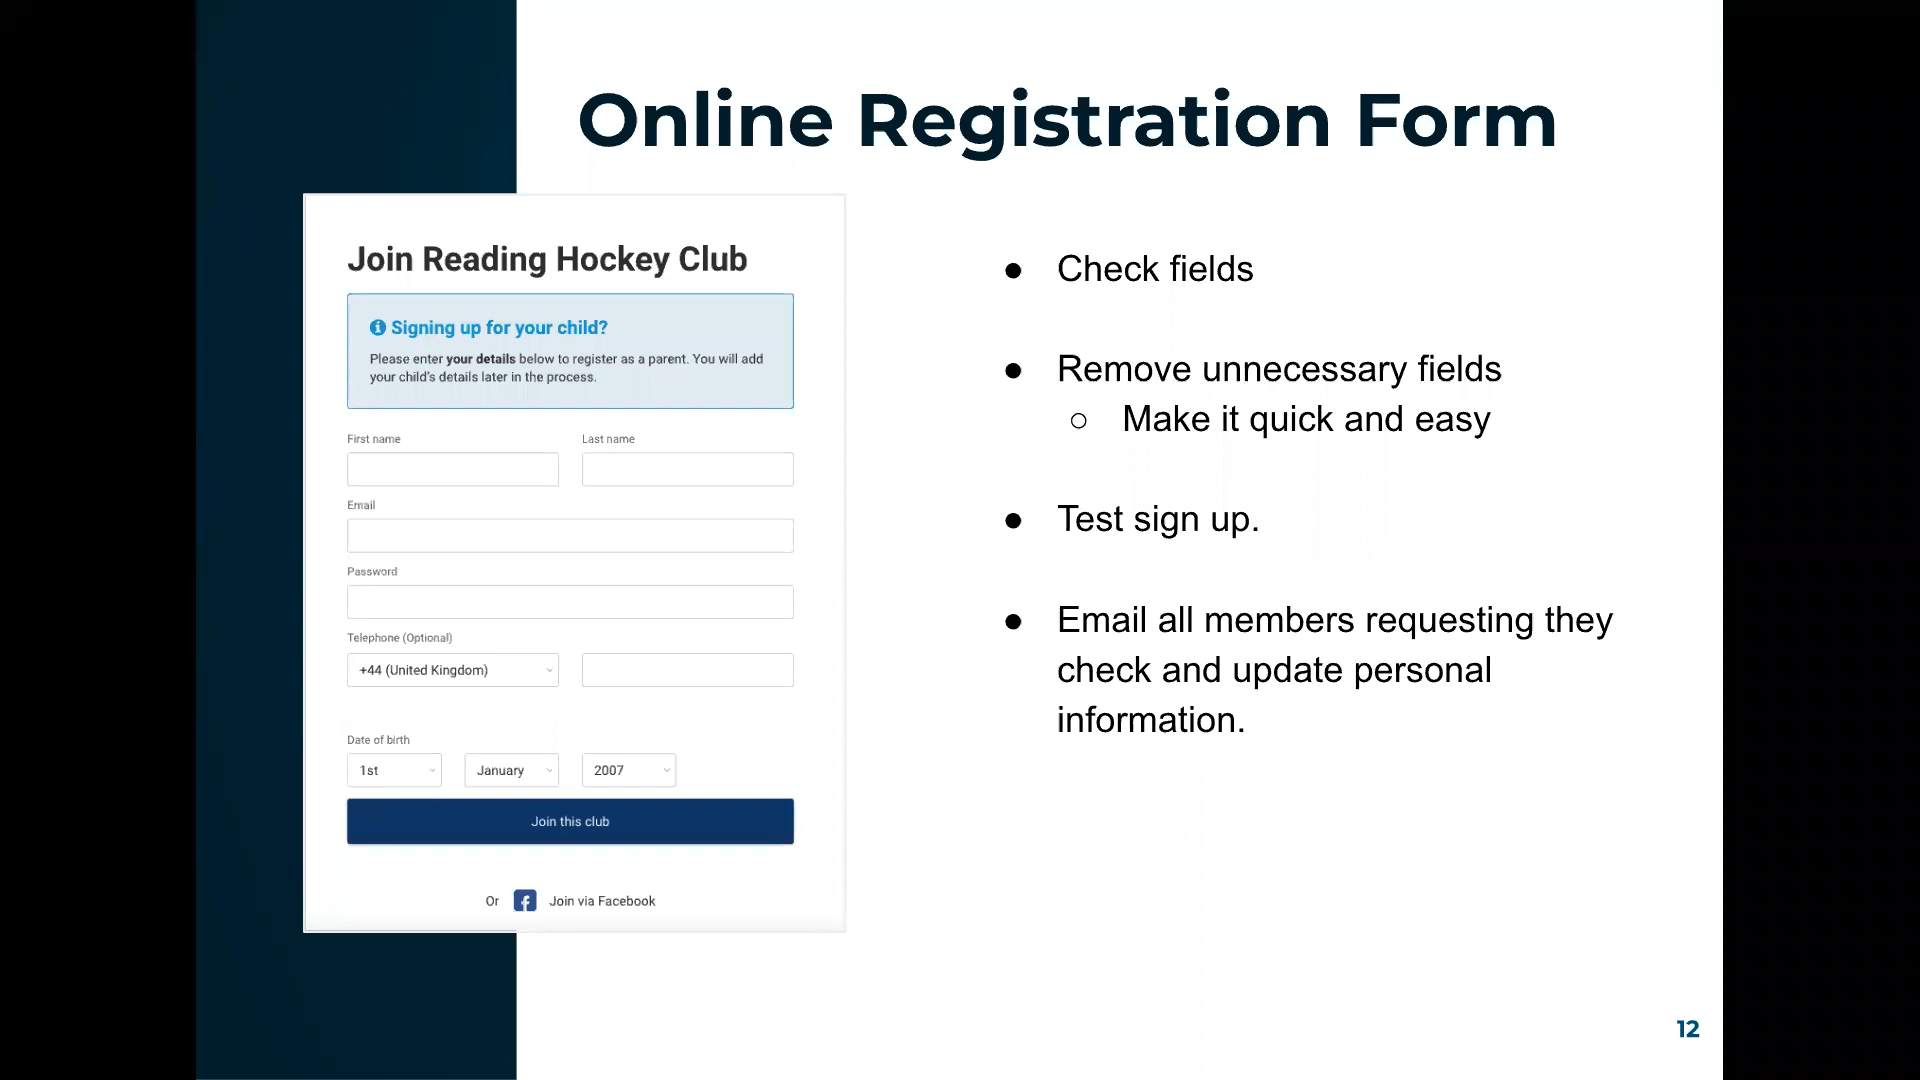 Online Registration Form
Join Reading Hockey Club
Signing up for your child?
Please enter your details below to register as a parent. You will add
your child's details later in the process.
First name
Last name
Email
Password
Telephone (Optional)
+44 (United Kingdom)
Date of birth
1st
January
2007
Join this club
Or
Join via Facebook
● Check fields
● Remove unnecessary fields
○ Make it quick and easy
● Test sign up.
● Email all members requesting they
check and update personal
information.
12